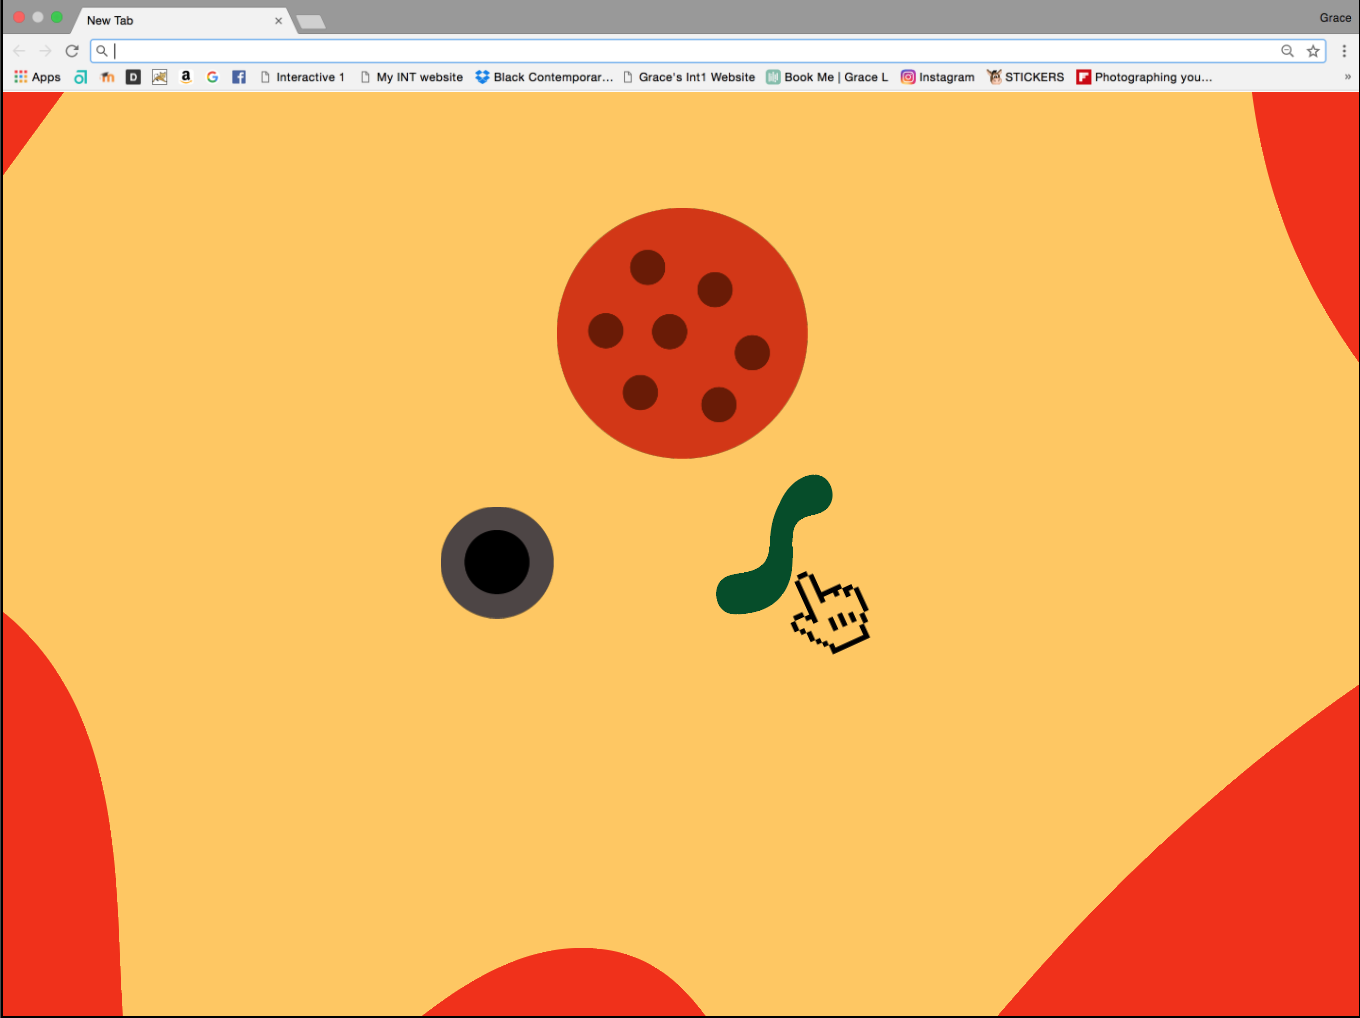 New Tab
Grace
Apps D a G Interactive 1 My INT website Black Contemporar... Grace's Int1 Website Book Me | Grace L Instagram STICKERS Photographing you... »